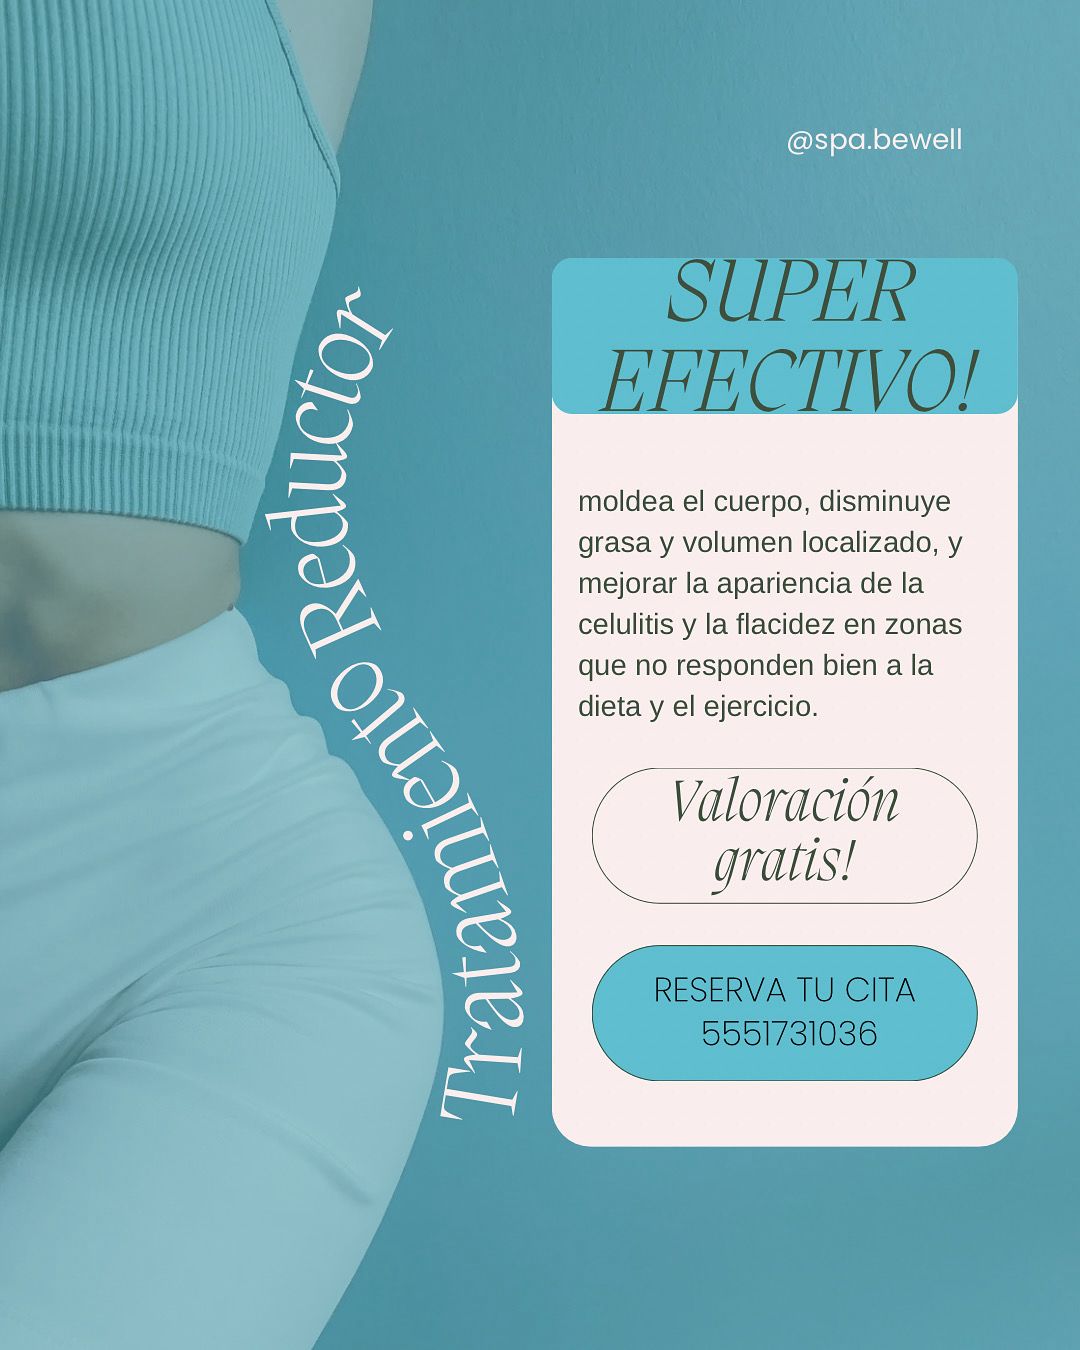 @spa.bewell
Tratamiento Reductor
SUPER
EFECTIVO!
moldea el cuerpo, disminuye
grasa y volumen localizado, y
mejorar la apariencia de la
celulitis y la flacidez en zonas
que no responden bien a la
dieta y el ejercicio.
Valoración
gratis!
RESERVA TU CITA
5551731036